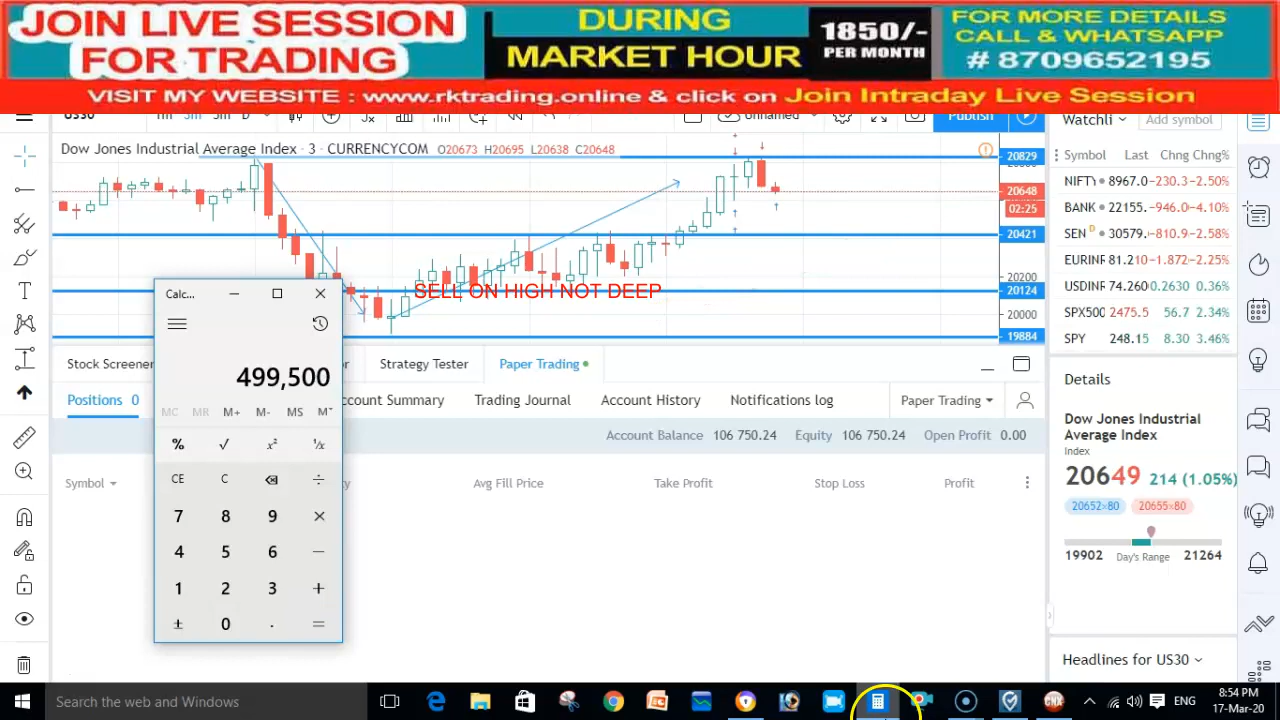 JOIN LIVE SESSION
FOR TRADING
DURING
MARKET HOUR
1850/-
PER MONTH
FOR MORE DETAILS
CALL & WHATSAPP
# 8709652195
VISIT MY WEBSITE : www.rktrading.online & click on Join Intraday Live Session
US30
Publish
Unnamed
Watchli
Add symbol
Dow Jones Industrial Average Index · 3 · CURRENCYCOM O20673 H20695 L20638 C20648
20829
20648
02:25
20421
20200
20124
20000
19884
SELL ON HIGH NOT DEEP
Symbol Last Chng Chng%
NIFTY 8967.0 -230.3 -2.50%
BANK 22155. -946.0 -4.10%
SEN D 30579. -810.9 -2.58%
EURINF 81.210 -1.872 -2.25%
USDIN 74.260 0.2630 0.36%
SPX500 2475.5 56.7 2.34%
SPY 248.15 8.30 3.46%
Stock Screener
Strategy Tester
Paper Trading
Positions 0
ccount Summary
Trading Journal
Account History
Notifications log
Paper Trading
Account Balance 106 750.24 Equity 106 750.24 Open Profit 0.00
Symbol
Avg Fill Price
Take Profit
Stop Loss
Profit
Calc...
499,500
MC MR M+ M- MS M˅
% √ x² ¹/x
CE C ÷
7 8 9 ×
4 5 6 −
1 2 3 +
± 0 . =
Details
Dow Jones Industrial
Average Index
Index
20649 214 (1.05%)
20652×80 20655×80
19902 Day's Range 21264
Headlines for US30
Search the web and Windows
ENG
8:54 PM
17-Mar-20